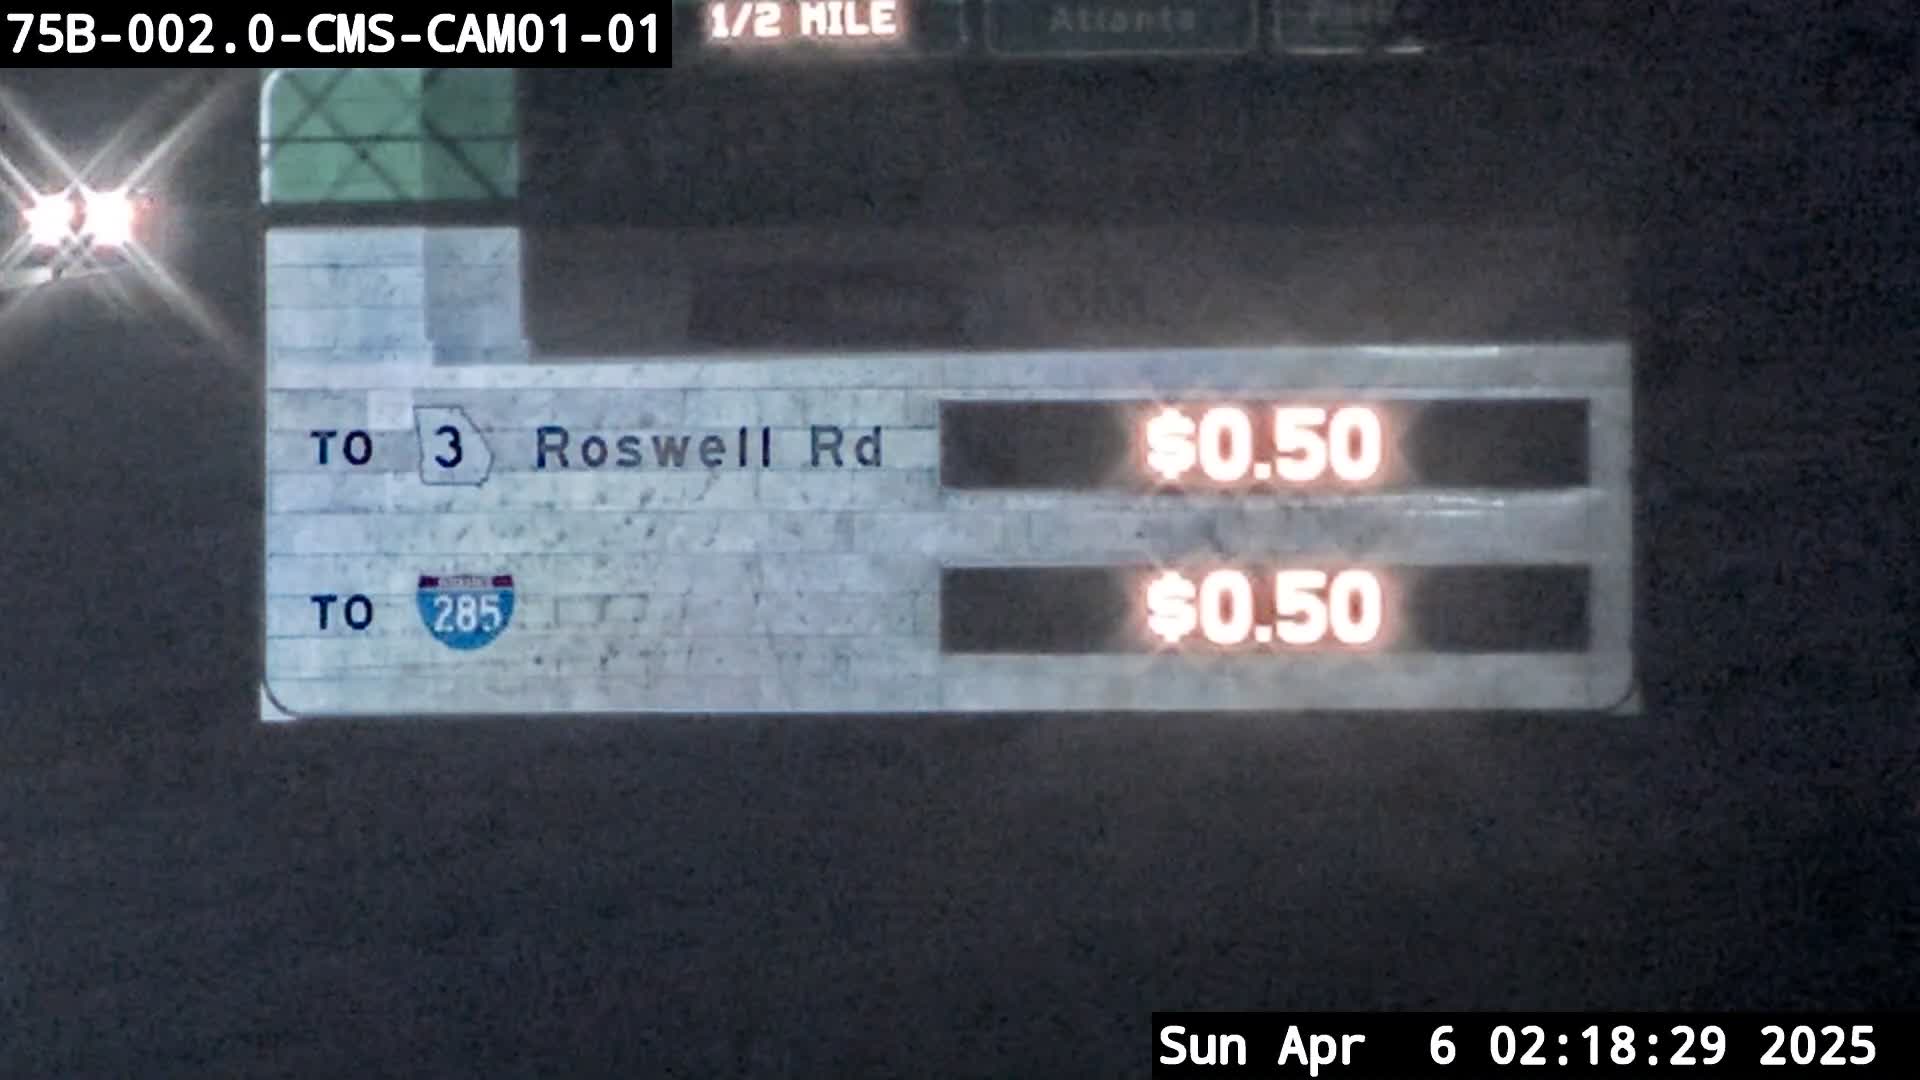 75B-002.0-CMS-CAM01-01
1/2 MILE
Atlanta
TO 3 Roswell Rd $0.50
TO 285 $0.50
Sun Apr 6 02:18:29 2025